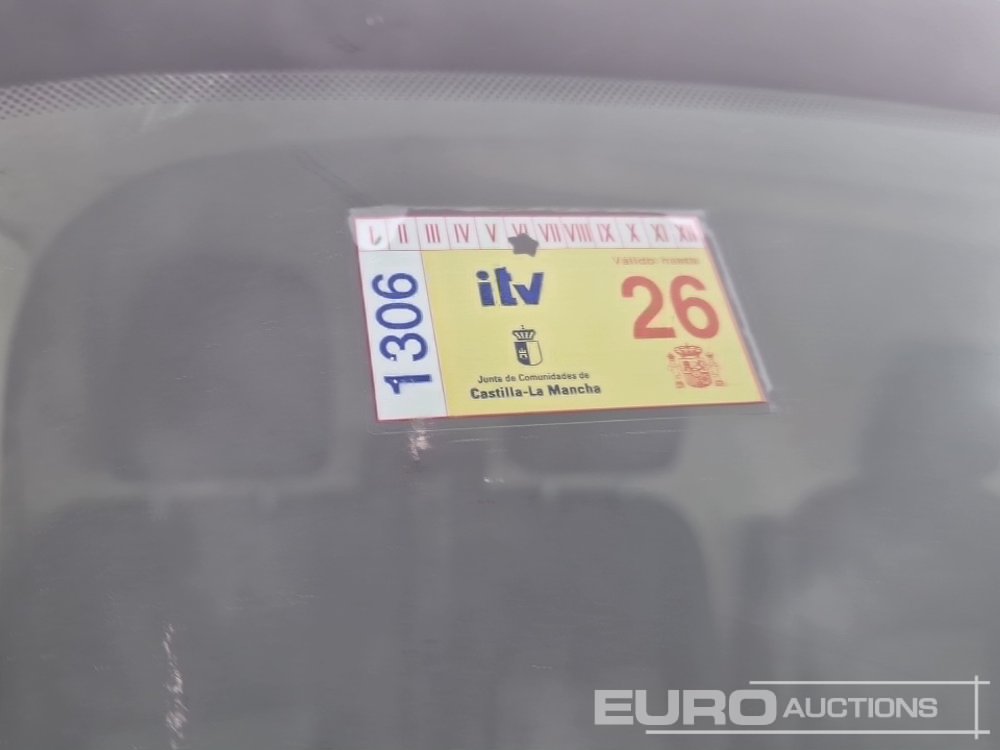 I II III IV V VI VII VIII IX X XI XII
Válido hasta
1306
itv
26
Junta de Comunidades de
Castilla-La Mancha
EURO AUCTIONS